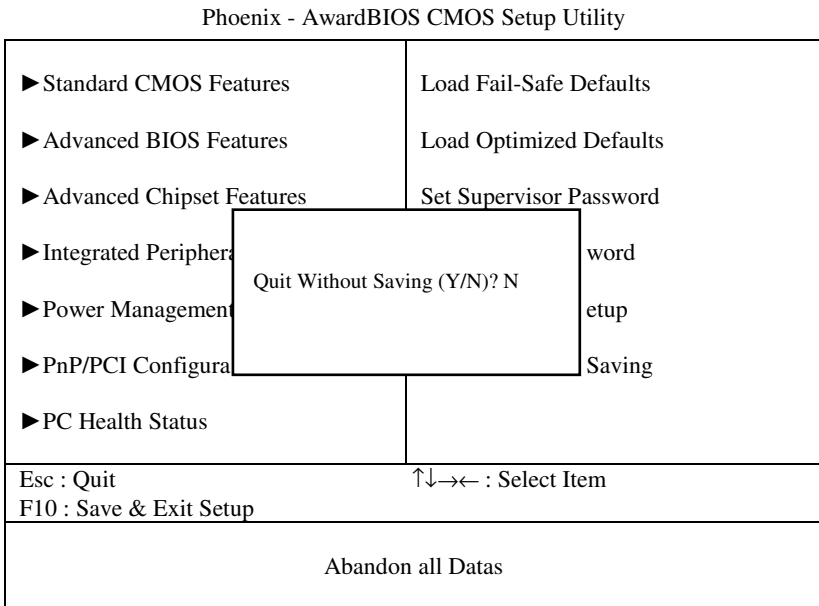 Phoenix - AwardBIOS CMOS Setup Utility
►Standard CMOS Features
►Advanced BIOS Features
►Advanced Chipset Features
►Integrated Periphera
►Power Management
►PnP/PCI Configura
►PC Health Status
Load Fail-Safe Defaults
Load Optimized Defaults
Set Supervisor Password
word
etup
Saving
Quit Without Saving (Y/N)? N
Esc : Quit
↑↓→← : Select Item
F10 : Save & Exit Setup
Abandon all Datas